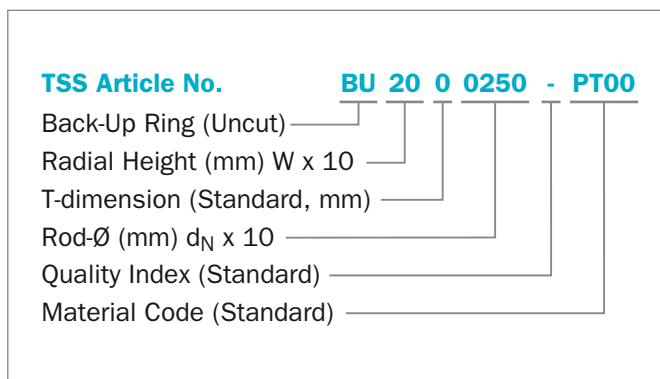 TSS Article No. BU 20 0 0250 - PT00
Back-Up Ring (Uncut)
Radial Height (mm) W x 10
T-dimension (Standard, mm)
Rod-Ø (mm) dN x 10
Quality Index (Standard)
Material Code (Standard)